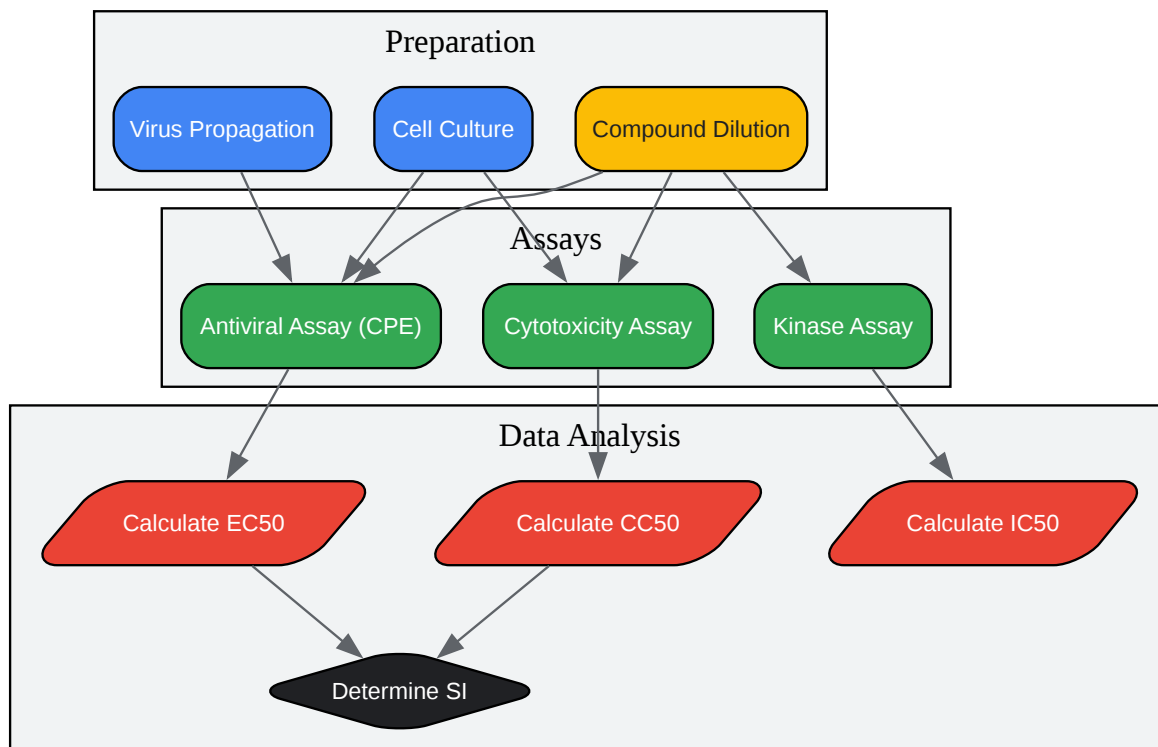 Preparation
Virus Propagation
Cell Culture
Compound Dilution
Assays
Antiviral Assay (CPE)
Cytotoxicity Assay
Kinase Assay
Data Analysis
Calculate EC50
Calculate CC50
Calculate IC50
Determine SI